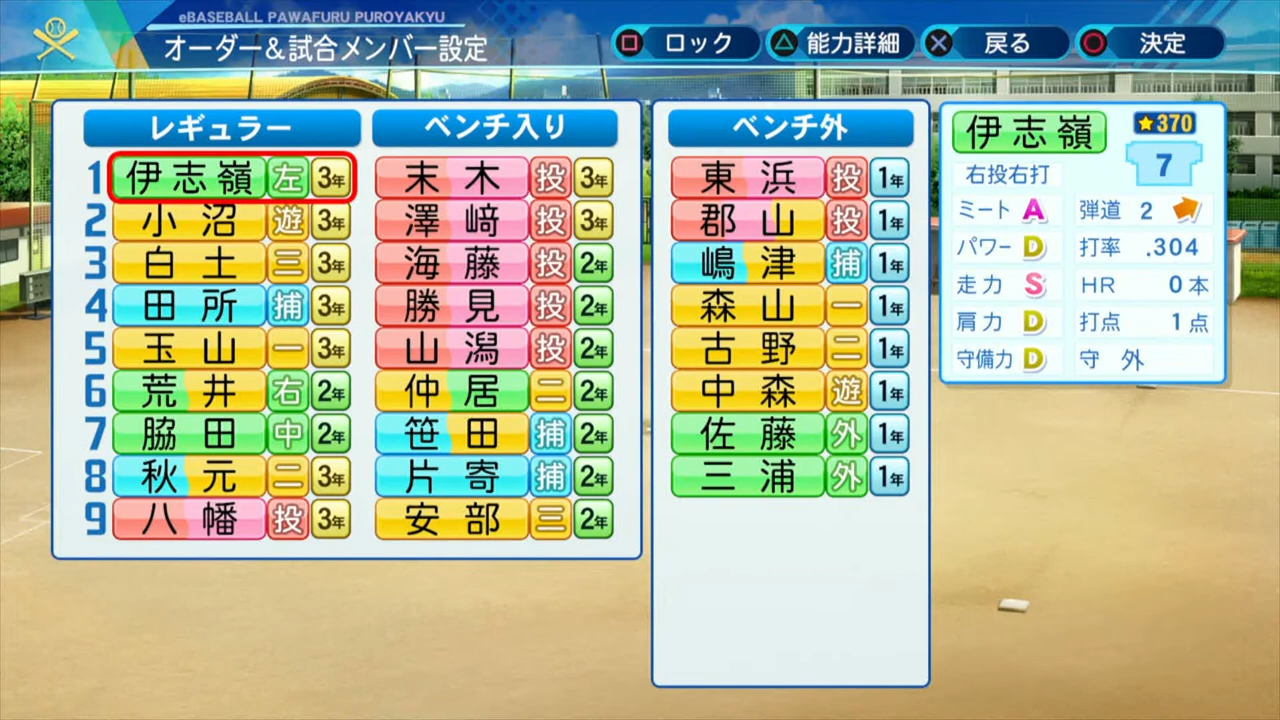 eBASEBALL PAWAFURU PUROYAKYU
オーダー&試合メンバー設定
ロック 能力詳細 戻る 決定
レギュラー
1 伊志嶺 左 3年
2 小沼 遊 3年
3 白土 三 3年
4 田所 捕 3年
5 玉山 一 3年
6 荒井 右 2年
7 脇田 中 2年
8 秋元 二 3年
9 八幡 投 3年
ベンチ入り
末木 投 3年
澤﨑 投 3年
海藤 投 2年
勝見 投 2年
山潟 投 2年
仲居 二 2年
笹田 捕 2年
片寄 捕 2年
安部 三 2年
ベンチ外
東浜 投 1年
郡山 投 1年
嶋津 捕 1年
森山 一 1年
古野 二 1年
中森 遊 1年
佐藤 外 1年
三浦 外 1年
伊志嶺
★370
7
右投右打
ミート A 弾道 2
パワー D 打率 .304
走力 S HR 0本
肩力 D 打点 1点
守備力 D 守 外